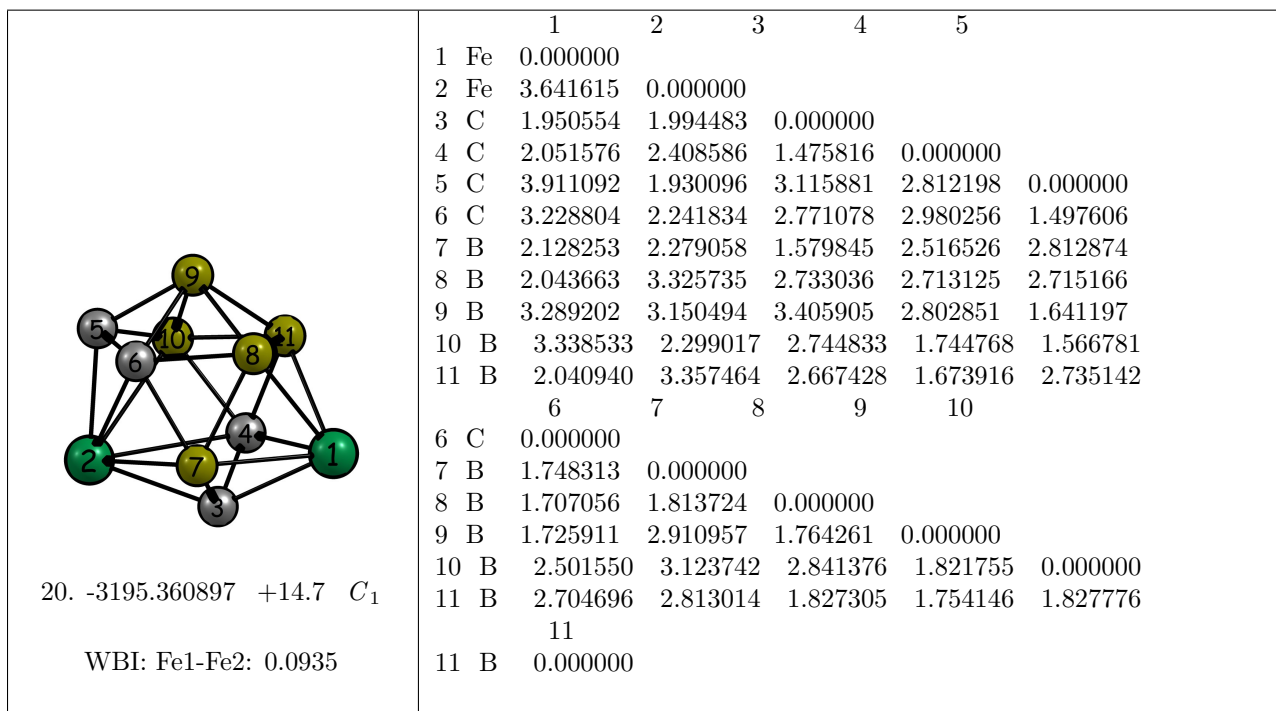 9
5
10
11
6
8
4
2
7
1
3
20. -3195.360897 +14.7 C1
WBI: Fe1-Fe2: 0.0935
1 2 3 4 5
1 Fe 0.000000
2 Fe 3.641615 0.000000
3 C 1.950554 1.994483 0.000000
4 C 2.051576 2.408586 1.475816 0.000000
5 C 3.911092 1.930096 3.115881 2.812198 0.000000
6 C 3.228804 2.241834 2.771078 2.980256 1.497606
7 B 2.128253 2.279058 1.579845 2.516526 2.812874
8 B 2.043663 3.325735 2.733036 2.713125 2.715166
9 B 3.289202 3.150494 3.405905 2.802851 1.641197
10 B 3.338533 2.299017 2.744833 1.744768 1.566781
11 B 2.040940 3.357464 2.667428 1.673916 2.735142
6 7 8 9 10
6 C 0.000000
7 B 1.748313 0.000000
8 B 1.707056 1.813724 0.000000
9 B 1.725911 2.910957 1.764261 0.000000
10 B 2.501550 3.123742 2.841376 1.821755 0.000000
11 B 2.704696 2.813014 1.827305 1.754146 1.827776
11
11 B 0.000000